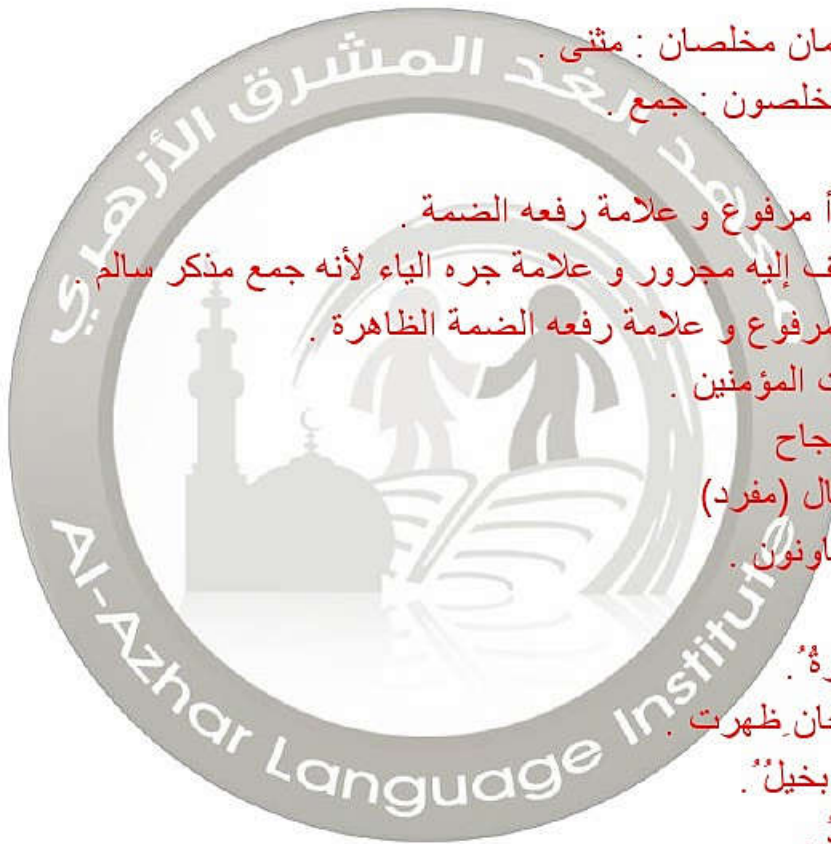 مان مخلصان : مثنى .
خلصون : جمع .
أ مرفوع و علامة رفعه الضمة .
ف إليه مجرور و علامة جره الياء لأنه جمع مذكر سالم .
مرفوع و علامة رفعه الضمة الظاهرة .
ت المؤمنين .
جاح
ال (مفرد)
اونون .
رةٌ .
ان ظهرت .
بخيلٌ .
معهد الغد المشرق الأزهري
Al-Azhar Language Institute